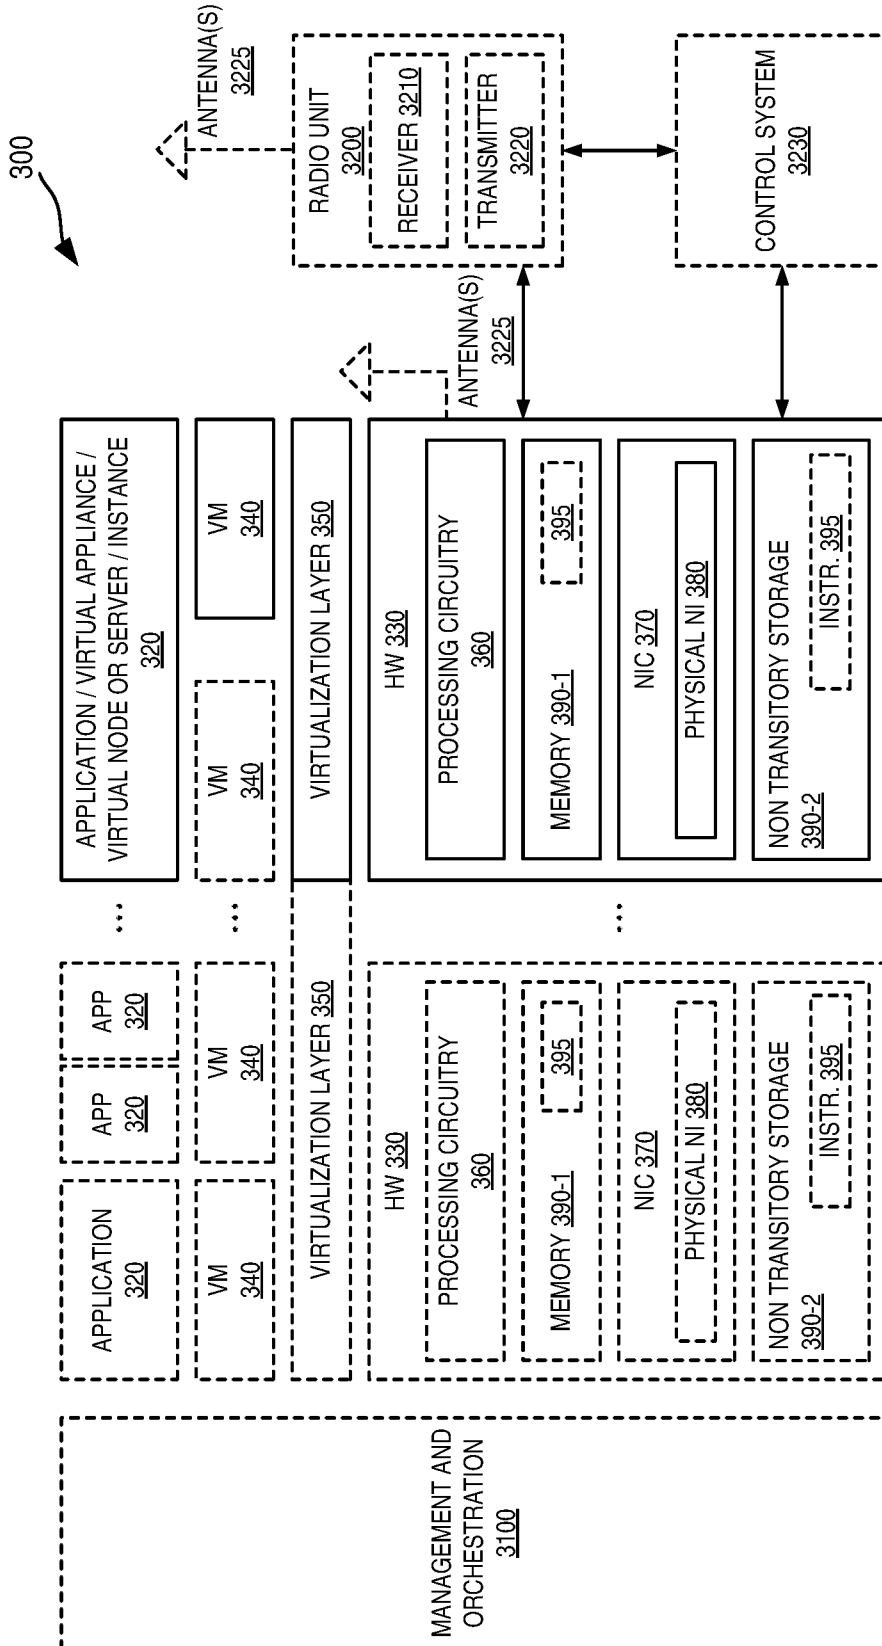 300
MANAGEMENT AND
ORCHESTRATION
3100
APPLICATION
320
APP
320
APP
320
...
APPLICATION / VIRTUAL APPLIANCE /
VIRTUAL NODE OR SERVER / INSTANCE
320
VM
340
VM
340
...
VM
340
VM
340
VIRTUALIZATION LAYER 350
VIRTUALIZATION LAYER 350
HW 330
PROCESSING CIRCUITRY
360
MEMORY 390-1
395
NIC 370
PHYSICAL NI 380
NON TRANSITORY STORAGE
390-2
INSTR. 395
...
HW 330
PROCESSING CIRCUITRY
360
MEMORY 390-1
395
NIC 370
PHYSICAL NI 380
NON TRANSITORY STORAGE
390-2
INSTR. 395
ANTENNA(S)
3225
ANTENNA(S)
3225
RADIO UNIT
3200
RECEIVER 3210
TRANSMITTER
3220
CONTROL SYSTEM
3230